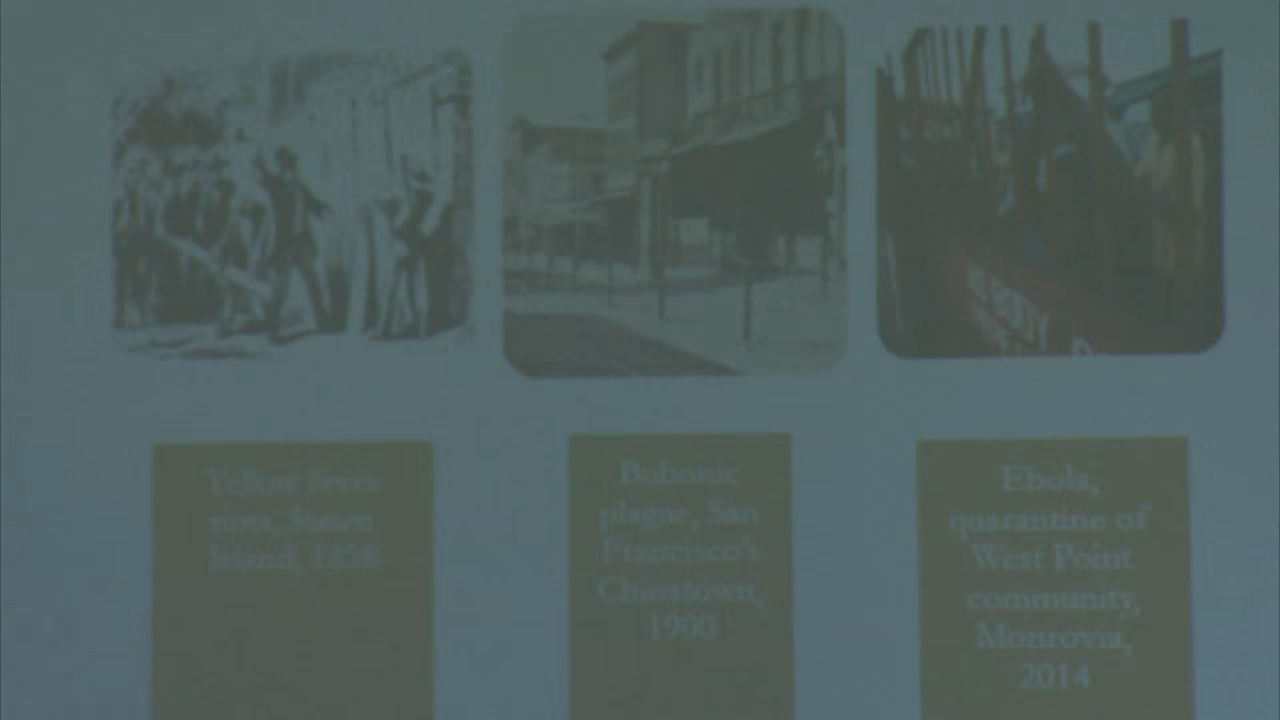 Yellow fever
riots, Staten
Island, 1858
Bubonic
plague, San
Francisco's
Chinatown,
1900
Ebola,
quarantine of
West Point
community,
Monrovia,
2014